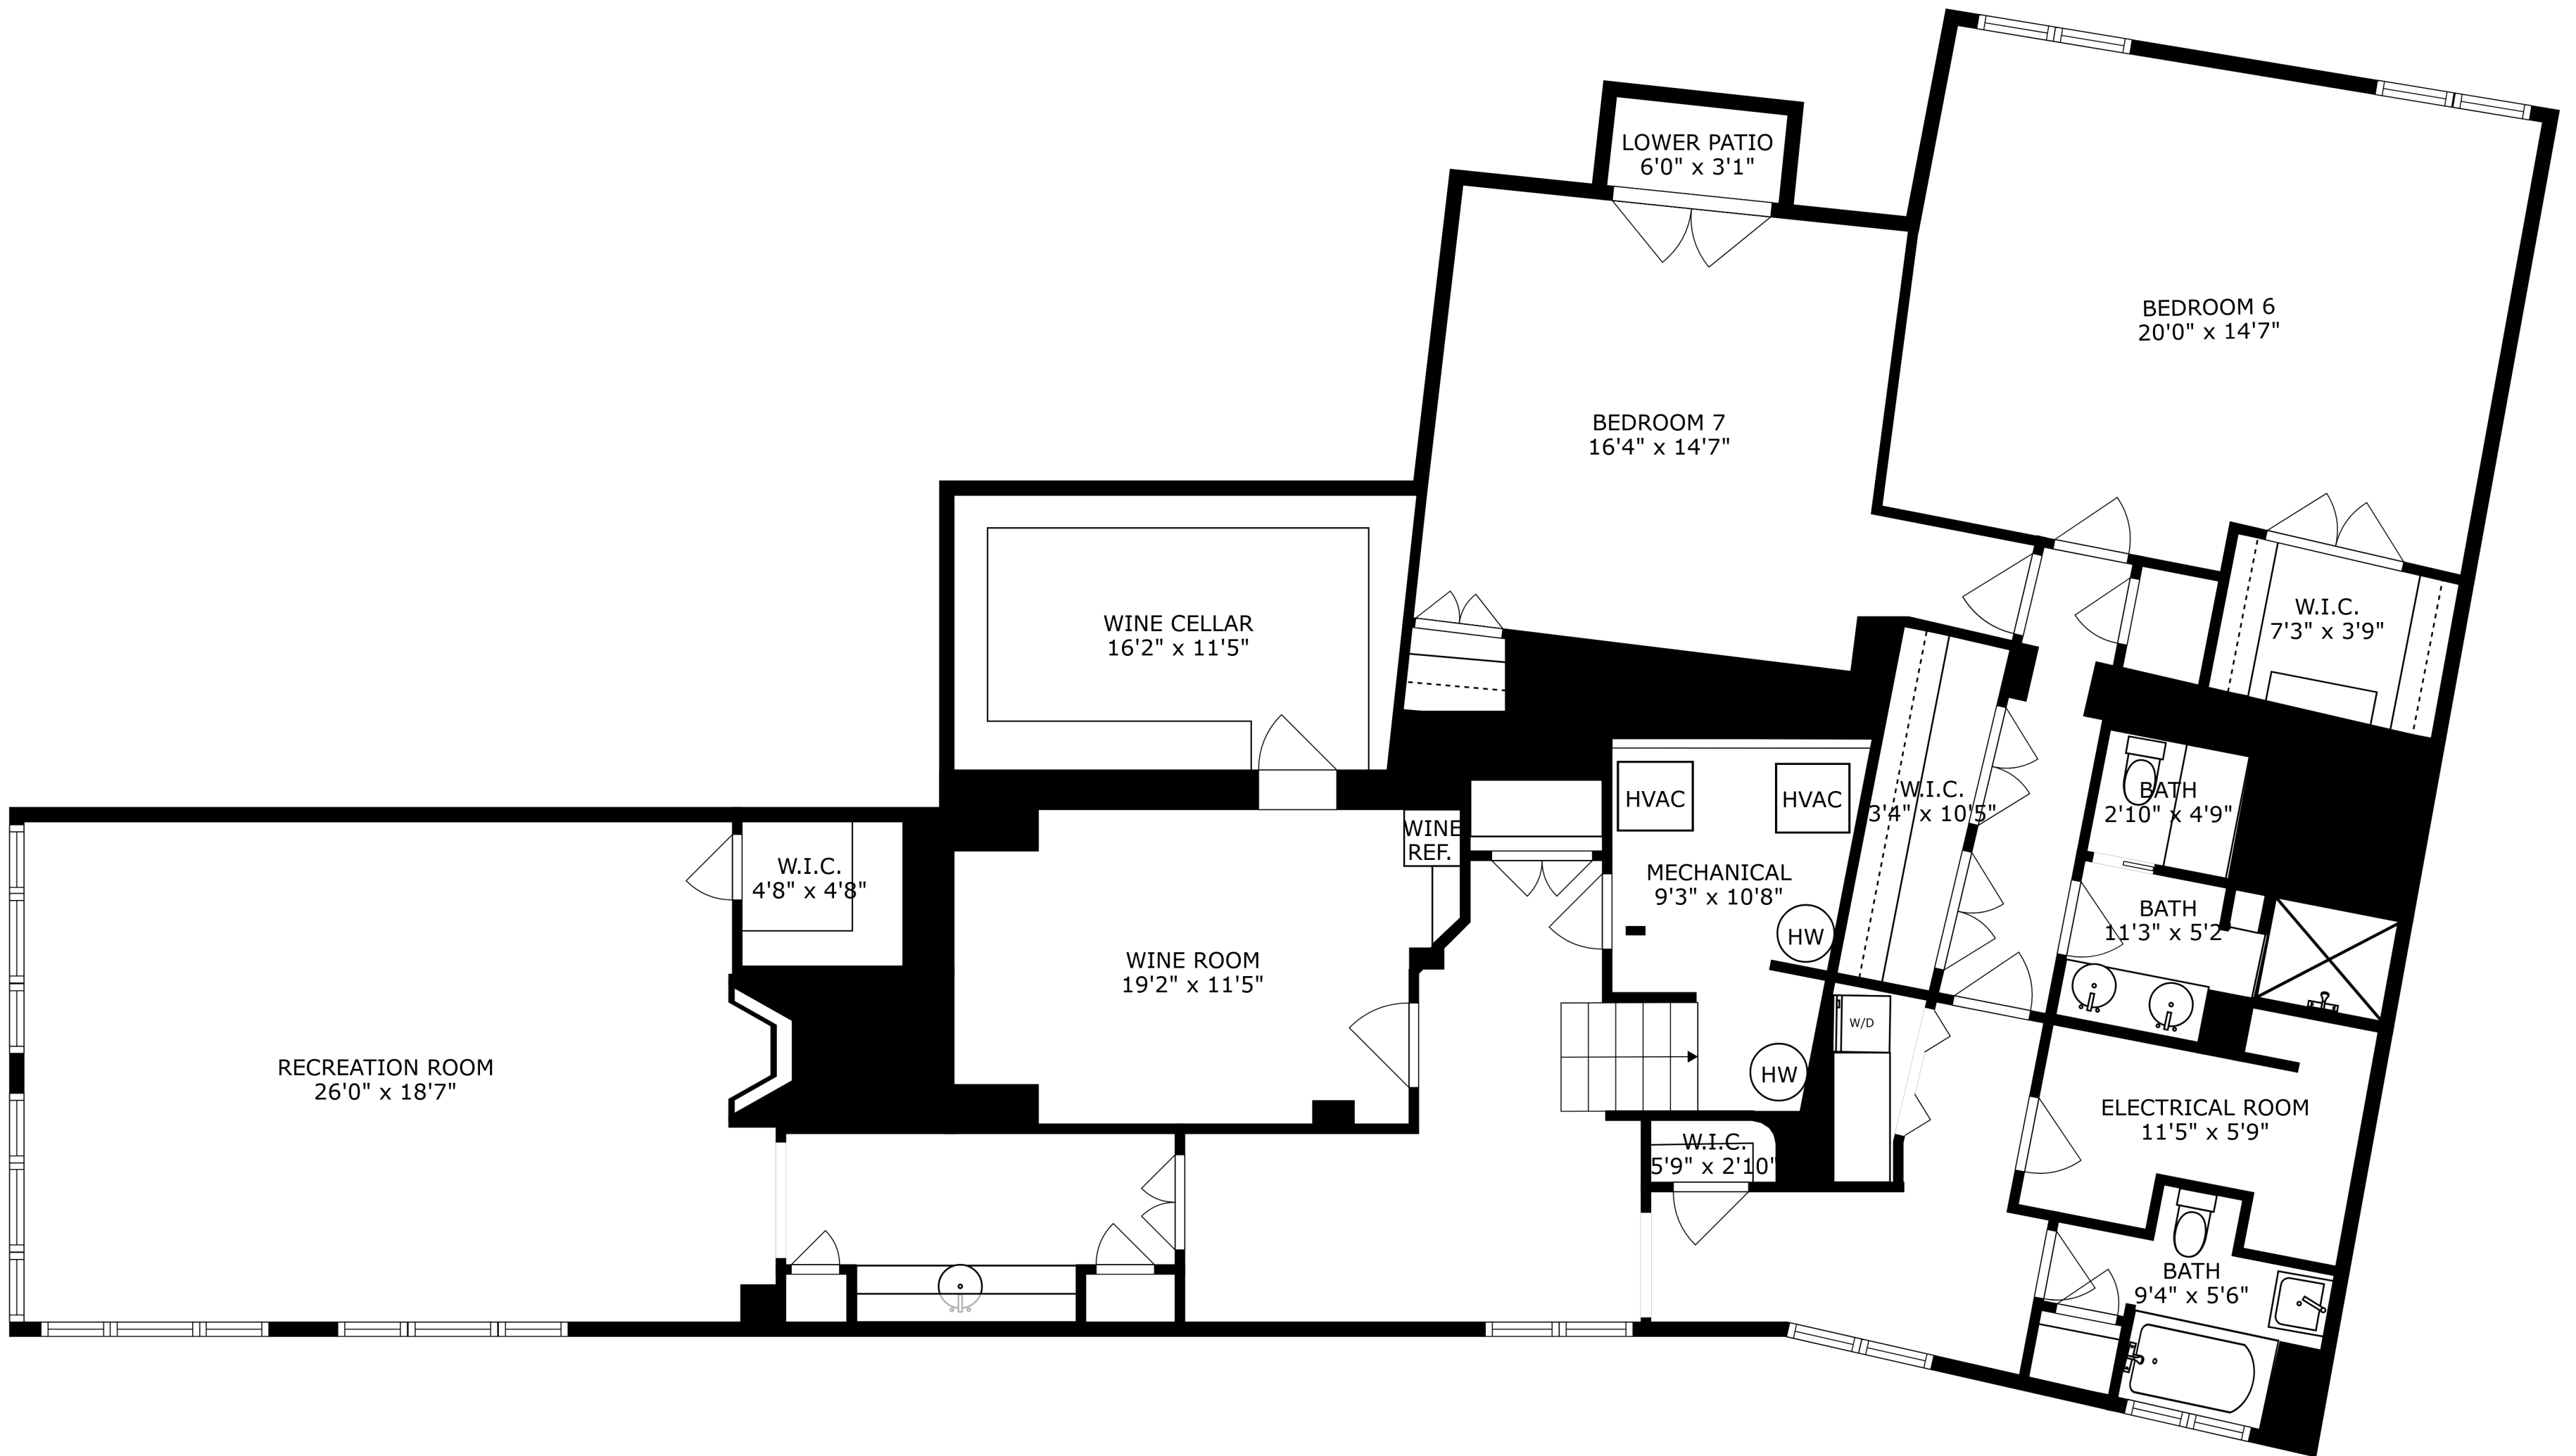 LOWER PATIO
6'0" x 3'1"
BEDROOM 6
20'0" x 14'7"
BEDROOM 7
16'4" x 14'7"
WINE CELLAR
16'2" x 11'5"
W.I.C.
7'3" x 3'9"
HVAC
HVAC
W.I.C.
3'4" x 10'5"
BATH
2'10" x 4'9"
WINE
REF.
W.I.C.
4'8" x 4'8"
MECHANICAL
9'3" x 10'8"
BATH
11'3" x 5'2"
HW
WINE ROOM
19'2" x 11'5"
W/D
RECREATION ROOM
26'0" x 18'7"
HW
ELECTRICAL ROOM
11'5" x 5'9"
W.I.C.
5'9" x 2'10"
BATH
9'4" x 5'6"